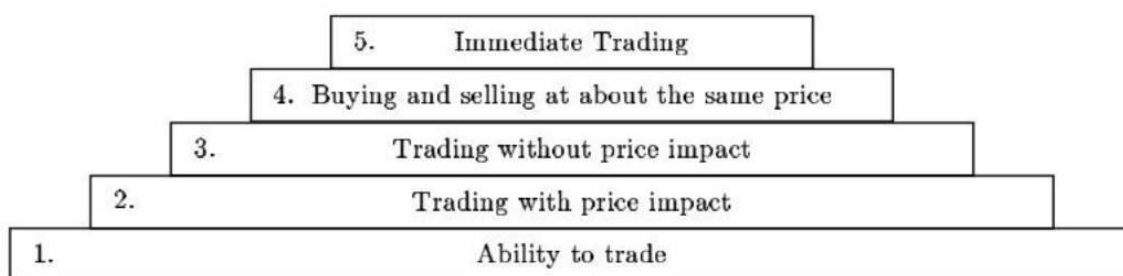 5. Immediate Trading
4. Buying and selling at about the same price
3. Trading without price impact
2. Trading with price impact
1. Ability to trade